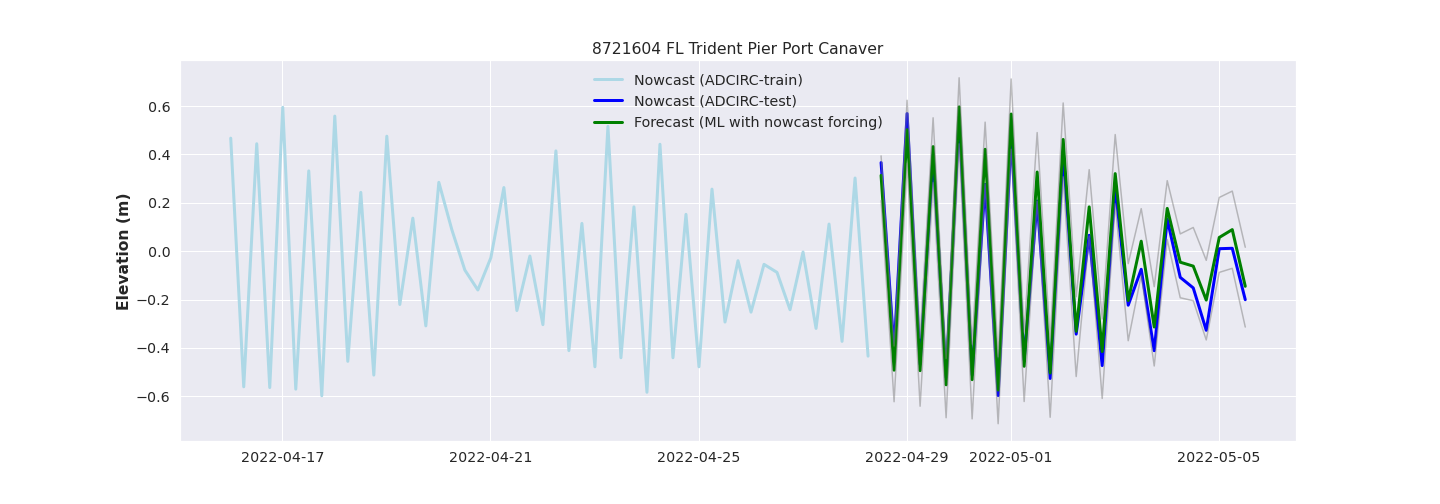 8721604 FL Trident Pier Port Canaver
Nowcast (ADCIRC-train)
Nowcast (ADCIRC-test)
Forecast (ML with nowcast forcing)
Elevation (m)
0.6
0.4
0.2
0.0
−0.2
−0.4
−0.6
2022-04-17 2022-04-21 2022-04-25 2022-04-29 2022-05-01 2022-05-05